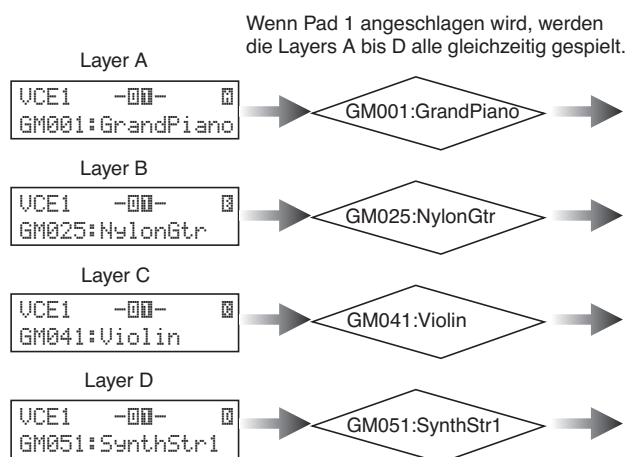 Wenn Pad 1 angeschlagen wird, werden
die Layers A bis D alle gleichzeitig gespielt.
Layer A
VCE1 -01- A
GM001:GrandPiano
GM001:GrandPiano
Layer B
VCE1 -01- B
GM025:NylonGtr
GM025:NylonGtr
Layer C
VCE1 -01- C
GM041:Violin
GM041:Violin
Layer D
VCE1 -01- D
GM051:SynthStr1
GM051:SynthStr1